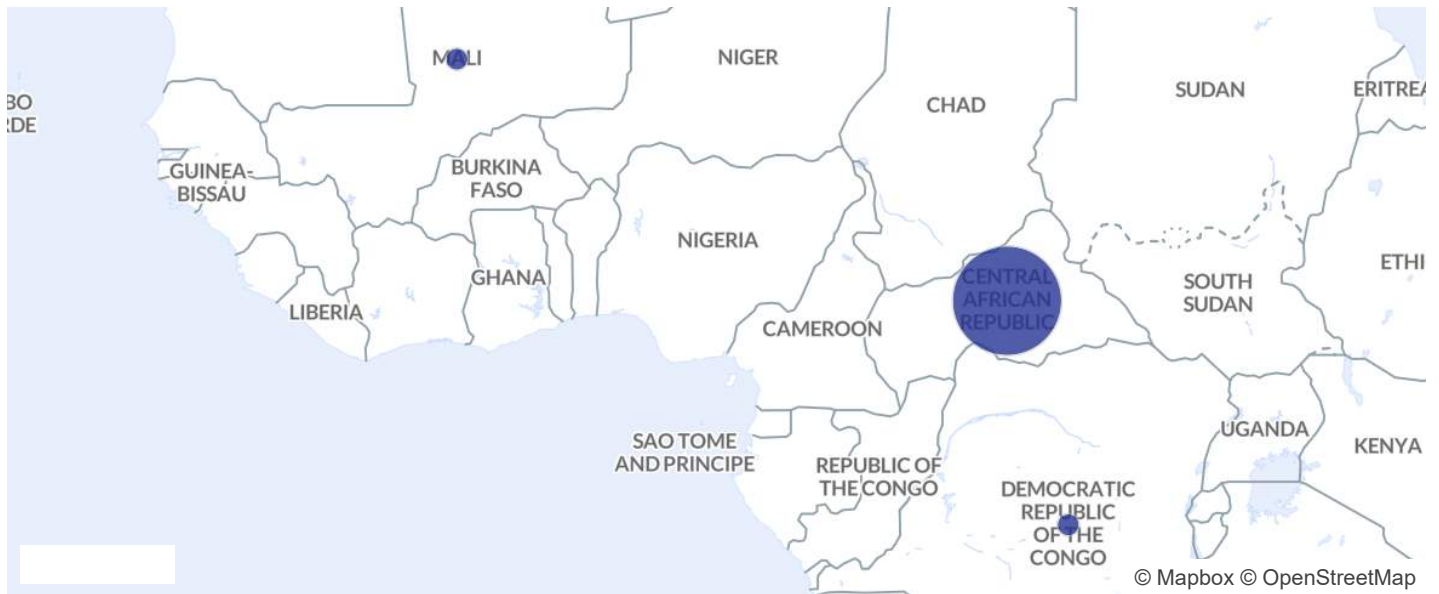 MALI
NIGER
CHAD
SUDAN
ERITREA
BO
RDE
GUINEA-
BISSAU
BURKINA
FASO
NIGERIA
GHANA
LIBERIA
CAMEROON
CENTRAL
AFRICAN
REPUBLIC
SOUTH
SUDAN
ETHI
SAO TOME
AND PRINCIPE
REPUBLIC OF
THE CONGO
DEMOCRATIC
REPUBLIC
OF THE
CONGO
UGANDA
KENYA
© Mapbox © OpenStreetMap